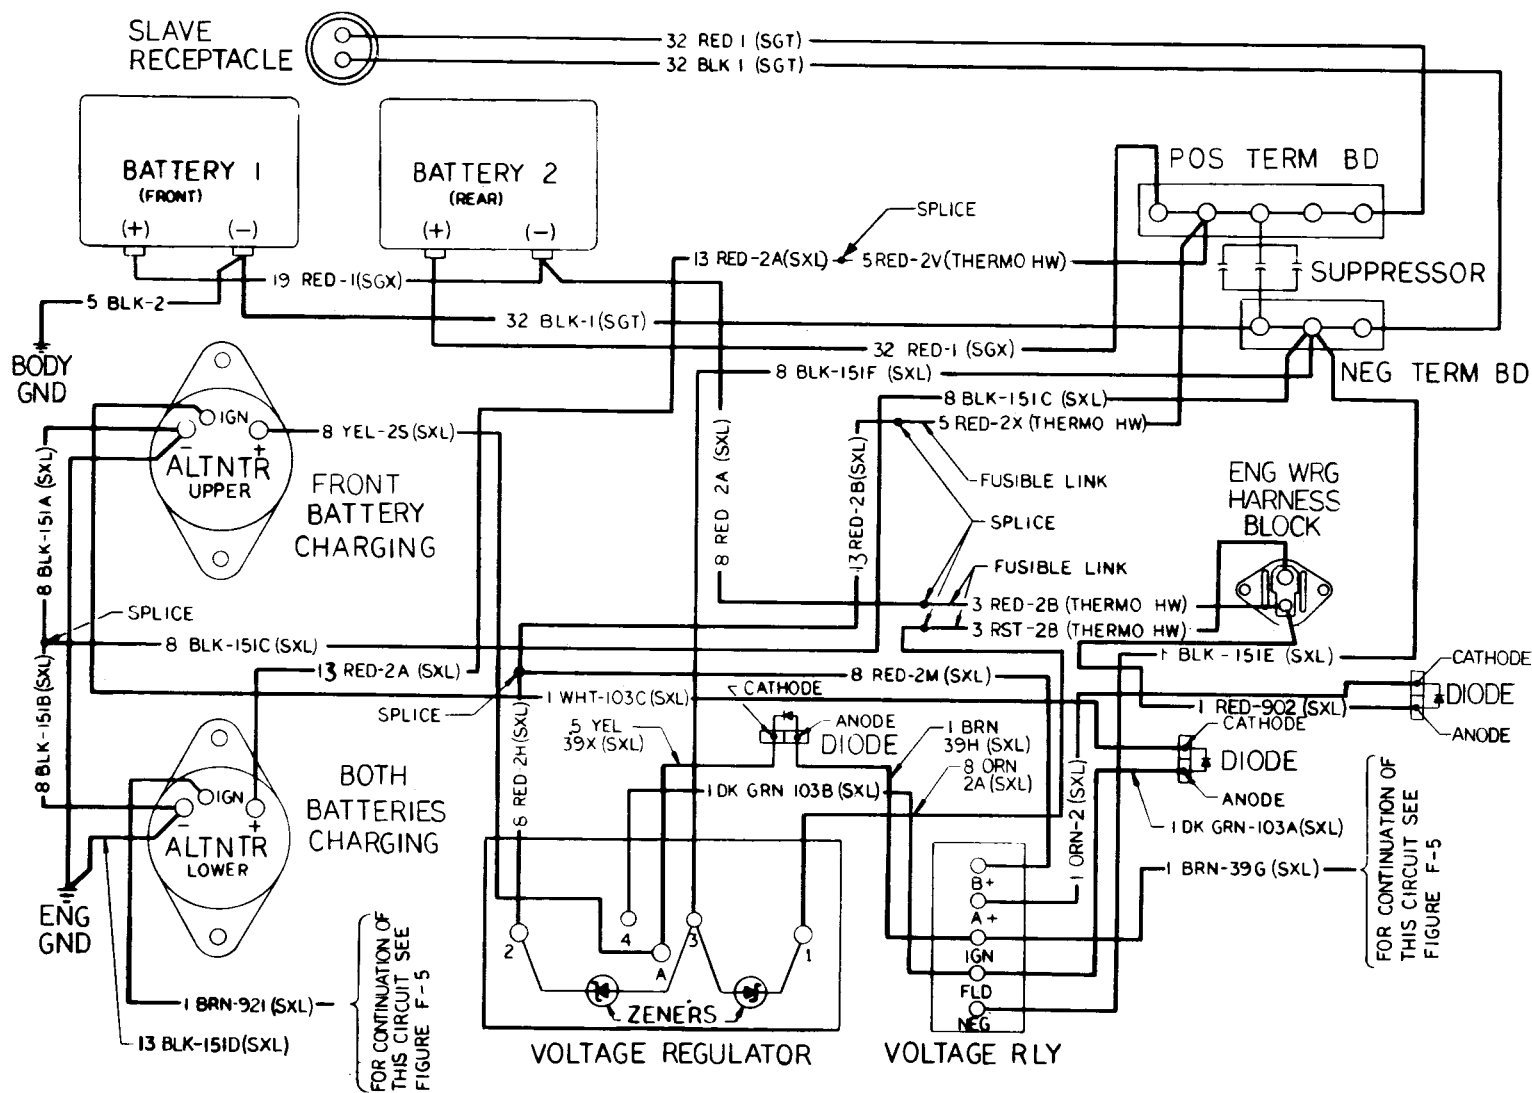 SLAVE
RECEPTACLE
32 RED 1 (SGT)
32 BLK 1 (SGT)
BATTERY 1
(FRONT)
(+) (-)
BATTERY 2
(REAR)
(+) (-)
POS TERM BD
SPLICE
13 RED-2A(SXL)
5RED-2V(THERMO HW)
SUPPRESSOR
19 RED-1(SGX)
5 BLK-2
32 BLK-1(SGT)
BODY
GND
32 RED-1 (SGX)
NEG TERM BD
8 BLK-151F (SXL)
8 BLK-151C (SXL)
5 RED-2X (THERMO HW)
IGN
- +
ALTNTR
UPPER
8 YEL-2S(SXL)
FRONT
BATTERY
CHARGING
8 BLK-151A (SXL)
8 RED 2A (SXL)
13RED-2B(SXL)
FUSIBLE LINK
SPLICE
ENG WRG
HARNESS
BLOCK
FUSIBLE LINK
3 RED-2B (THERMO HW)
3 RST-2B (THERMO HW)
SPLICE
8 BLK-151C(SXL)
1 BLK-151E (SXL)
CATHODE
DIODE
ANODE
13 RED-2A (SXL)
8 RED-2M(SXL)
1 WHT-103C(SXL)
CATHODE
1 RED-902 (SXL)
SPLICE
8BLK-151B(SXL)
.5 YEL
39X(SXL)
ANODE
DIODE
1 BRN
39H (SXL)
8 ORN
2A(SXL)
CATHODE
DIODE
ANODE
8 RED-2H(SXL)
1 DK GRN 103B (SXL)
1 ORN-2 (SXL)
1 DK GRN-103A(SXL)
BOTH
BATTERIES
CHARGING
IGN
- +
ALTNTR
LOWER
1 BRN-39G (SXL)
FOR CONTINUATION OF
THIS CIRCUIT SEE
FIGURE F-5
ENG
GND
B+
A+
IGN
FLD
NEG
2
4
A
3
1
ZENERS
1 BRN-921 (SXL)
13 BLK-151D(SXL)
FOR CONTINUATION OF
THIS CIRCUIT SEE
FIGURE F-5
VOLTAGE REGULATOR
VOLTAGE RLY